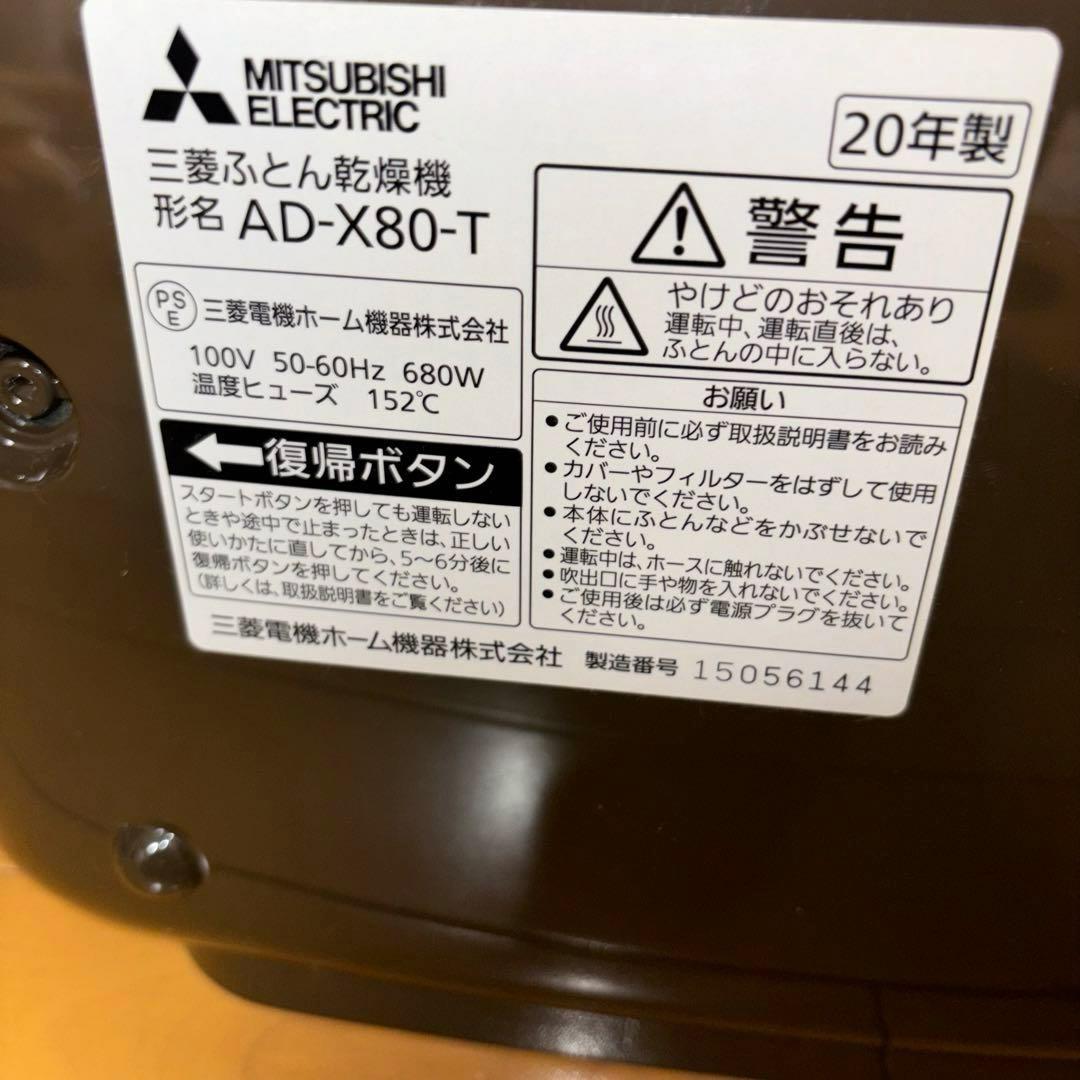 MITSUBISHI
ELECTRIC
三菱ふとん乾燥機
形名 AD-X80-T
20年製
警告
やけどのおそれあり
運転中、運転直後は、
ふとんの中に入らない。
PS
E
三菱電機ホーム機器株式会社
100V 50-60Hz 680W
温度ヒューズ 152℃
復帰ボタン
スタートボタンを押しても運転しない
ときや途中で止まったときは、正しい
使いかたに直してから、5〜6分後に
復帰ボタンを押してください。
(詳しくは、取扱説明書をご覧ください)
お願い
●ご使用前に必ず取扱説明書をお読み
ください。
●カバーやフィルターをはずして使用
しないでください。
●本体にふとんなどをかぶせないで
ください。
●運転中は、ホースに触れないでください。
●吹出口に手や物を入れないでください。
●ご使用後は必ず電源プラグを抜いて
ください。
三菱電機ホーム機器株式会社 製造番号 15056144